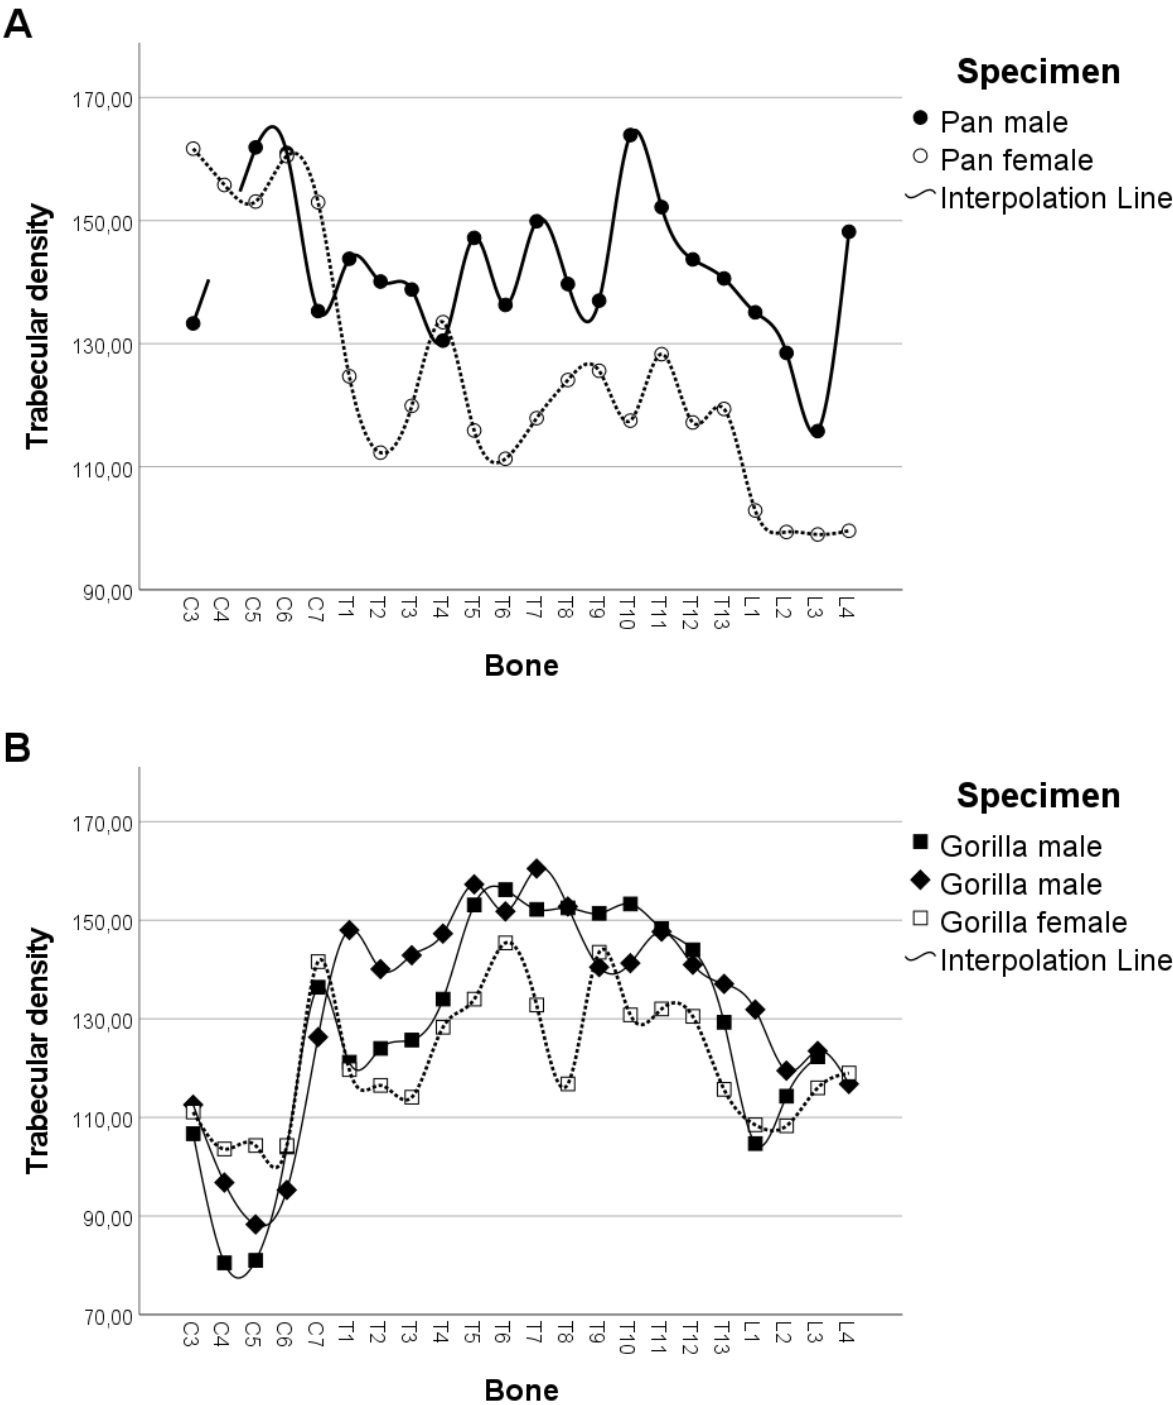 A
Specimen
Pan male
Pan female
Interpolation Line
Trabecular density
170,00
150,00
130,00
110,00
90,00
C3 C4 C5 C6 C7 T1 T2 T3 T4 T5 T6 T7 T8 T9 T10 T11 T12 T13 L1 L2 L3 L4
Bone
B
Specimen
Gorilla male
Gorilla male
Gorilla female
Interpolation Line
Trabecular density
170,00
150,00
130,00
110,00
90,00
70,00
C3 C4 C5 C6 C7 T1 T2 T3 T4 T5 T6 T7 T8 T9 T10 T11 T12 T13 L1 L2 L3 L4
Bone